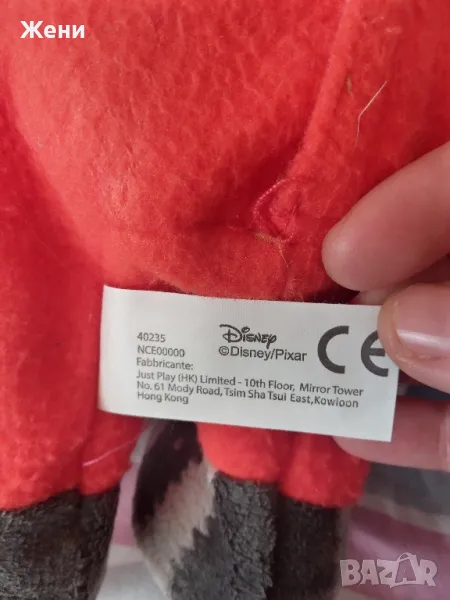 Жени
40235
NCE00000
Fabbricante:
Just Play (HK) Limited - 10th Floor, Mirror Tower
No. 61 Mody Road, Tsim Sha Tsui East,Kowloon
Hong Kong
Disney
©Disney/Pixar
CE
BAZAR